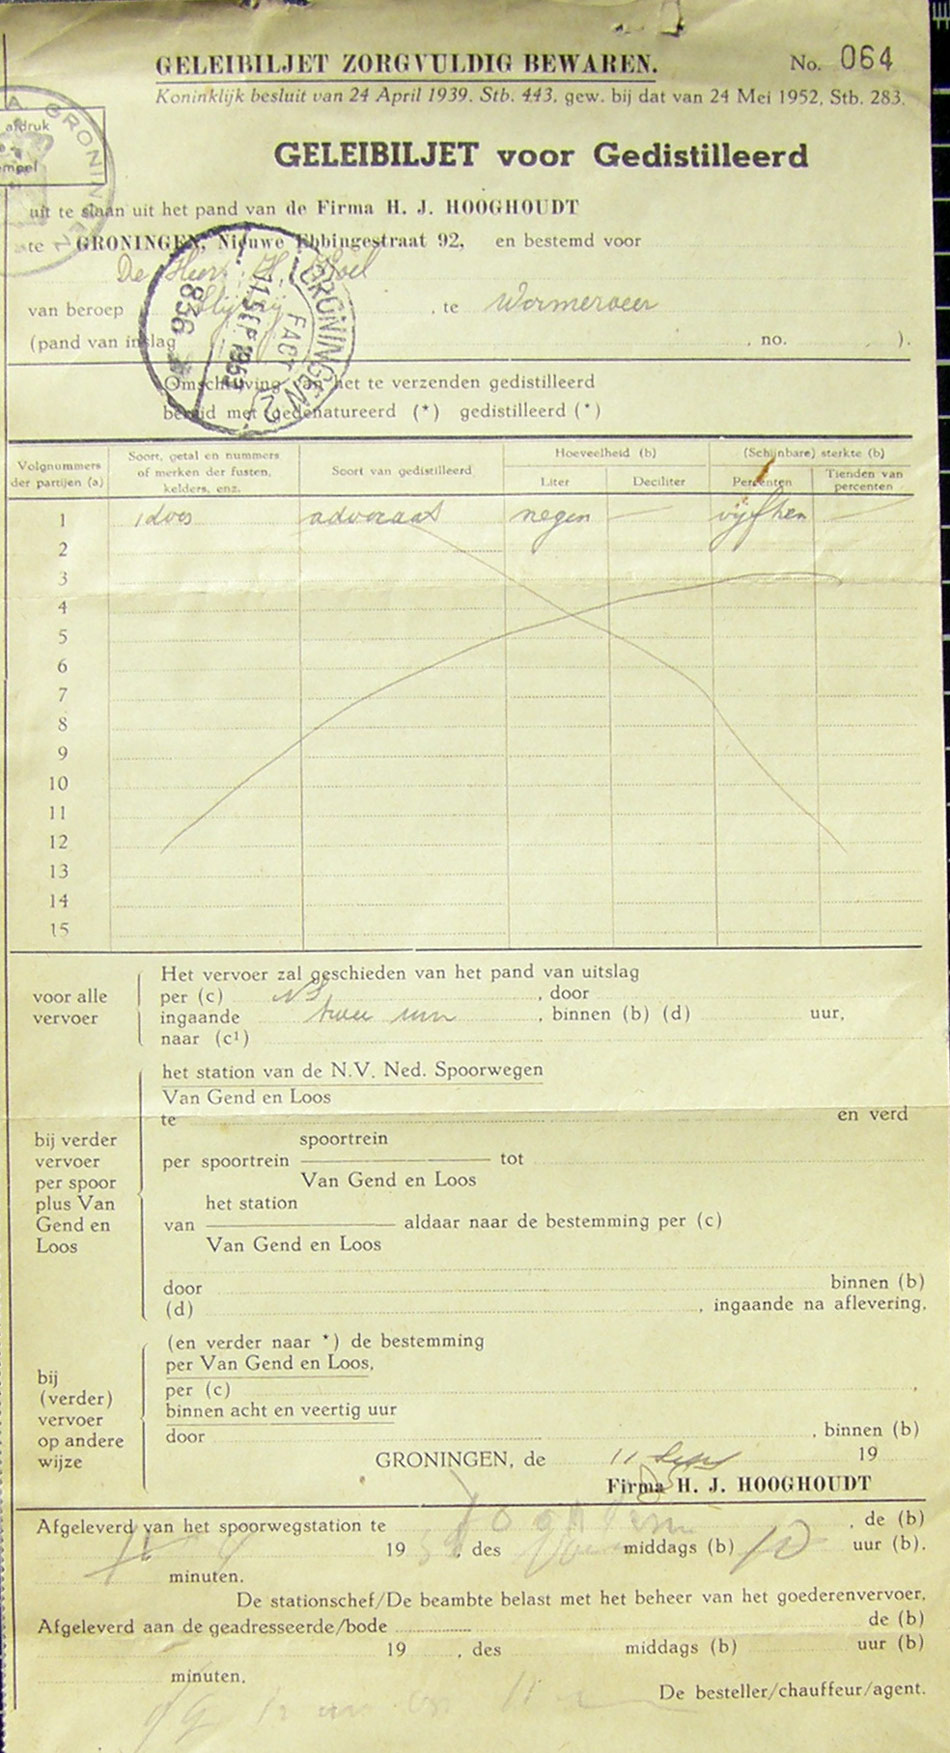 GELEIBILJET ZORGVULDIG BEWAREN. No. 064
Koninklijk besluit van 24 April 1939. Stb. 443, gew. bij dat van 24 Mei 1952, Stb. 283.
afdruk
GRONINGEN
GELEIBILJET voor Gedistilleerd
uit te slaan uit het pand van de Firma H. J. HOOGHOUDT
te GRONINGEN, Nieuwe Ebbingestraat 92, en bestemd voor
De Heer H.
van beroep Slijterij, te Wormerveer
(pand van inslag , no. ).
GRONINGEN
836
Omschrijving van het te verzenden gedistilleerd
bereid met gedenatureerd (*) gedistilleerd (*)
Volgnummers der partijen (a) Soort, getal en nummers of merken der fusten, kelders, enz. Soort van gedistilleerd Hoeveelheid (b) (Schijnbare) sterkte (b)
Liter Deciliter Percenten Tienden van percenten
1 1 doos advocaat negen — vijftien —
2
3
4
5
6
7
8
9
10
11
12
13
14
15
voor alle vervoer
Het vervoer zal geschieden van het pand van uitslag
per (c) NS , door
ingaande twee uur , binnen (b) (d) uur,
naar (c1)
bij verder vervoer per spoor plus Van Gend en Loos
het station van de N.V. Ned. Spoorwegen
Van Gend en Loos
te en verd
spoortrein
per spoortrein tot
Van Gend en Loos
het station
van aldaar naar de bestemming per (c)
Van Gend en Loos
door binnen (b)
(d) , ingaande na aflevering.
bij (verder) vervoer op andere wijze
(en verder naar *) de bestemming
per Van Gend en Loos,
per (c) ,
binnen acht en veertig uur
door , binnen (b)
GRONINGEN, de 11 Sept 19
Firma H. J. HOOGHOUDT
Afgeleverd van het spoorwegstation te , de (b)
19 , des middags (b) 10 uur (b).
minuten.
De stationschef/De beambte belast met het beheer van het goederenvervoer,
Afgeleverd aan de geadresseerde/bode de (b)
19 , des middags (b) uur (b)
minuten.
De besteller/chauffeur/agent.